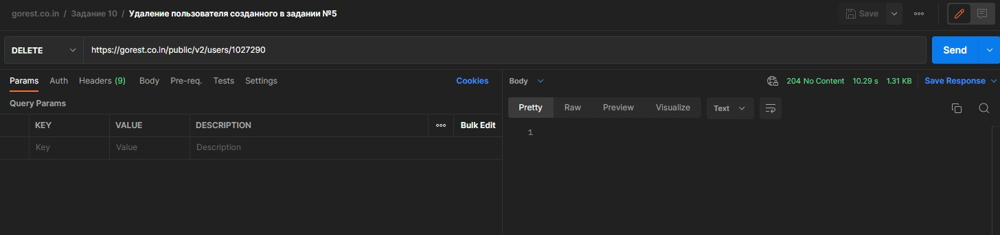 gorest.co.in / Задание 10 / Удаление пользователя созданного в задании №5
Save
DELETE
https://gorest.co.in/public/v2/users/1027290
Send
Params Auth Headers (9) Body Pre-req. Tests Settings Cookies
Body 204 No Content 10.29 s 1.31 KB Save Response
Query Params
Pretty Raw Preview Visualize Text
KEY VALUE DESCRIPTION Bulk Edit
1
Key Value Description